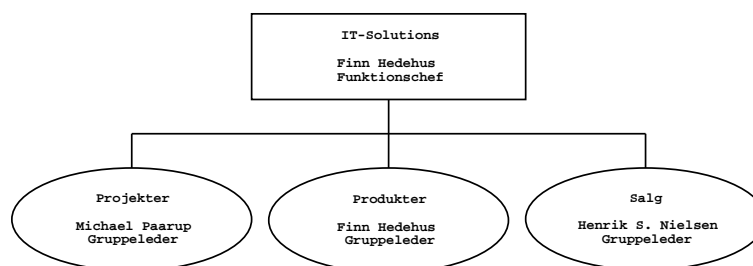 IT-Solutions
Finn Hedehus
Funktionschef
Projekter
Michael Paarup
Gruppeleder
Produkter
Finn Hedehus
Gruppeleder
Salg
Henrik S. Nielsen
Gruppeleder